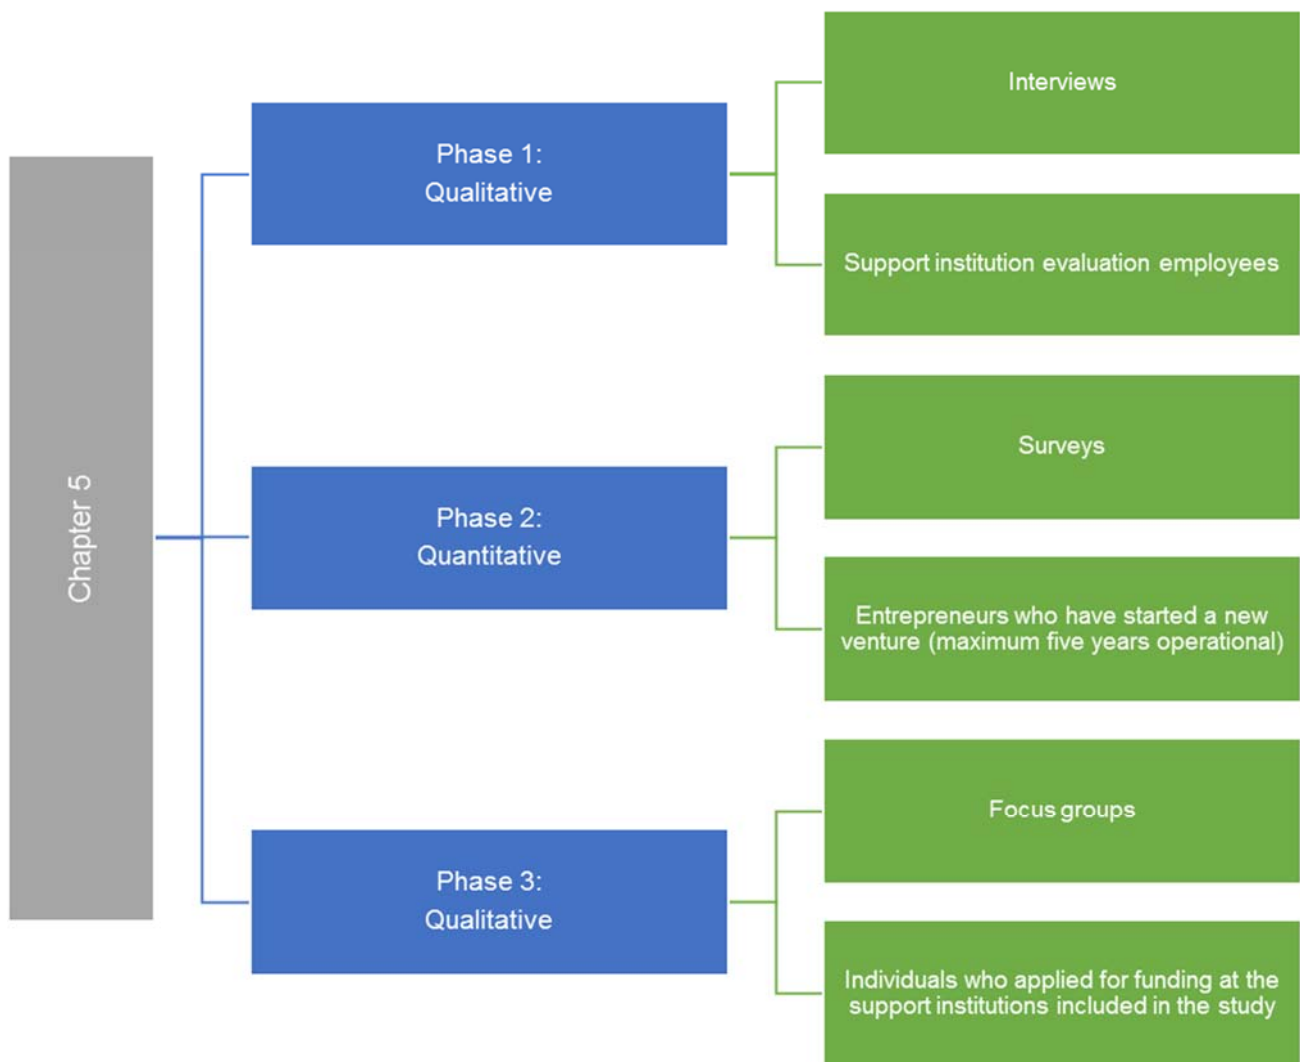 Chapter 5
Phase 1:
Qualitative
Interviews
Support institution evaluation employees
Phase 2:
Quantitative
Surveys
Entrepreneurs who have started a new
venture (maximum five years operational)
Phase 3:
Qualitative
Focus groups
Individuals who applied for funding at the
support institutions included in the study